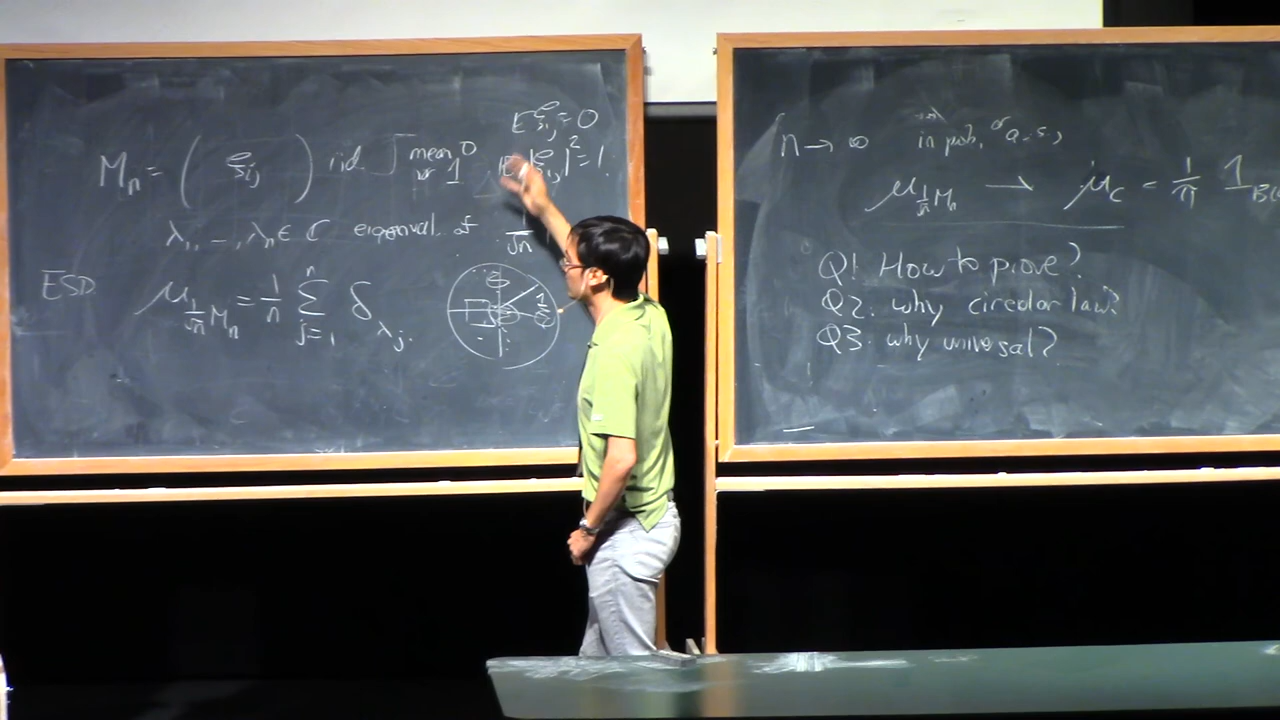 E ξ_ij = 0
M_n = ( ξ_ij ) iid. mean 0 var 1 E|ξ_ij|² = 1.
λ_1, -, λ_n ∈ ℂ eigenval. of 1/√n
ESD μ_{1/√n M_n} = 1/n ∑_{j=1}^{n} δ_{λ_j}.
n → ∞ in prob. or a.s.,
μ_{1/√n M_n} → μ_C = 1/π 1_B(
Q1 How to prove?
Q2. why circular law?
Q3. why universal?